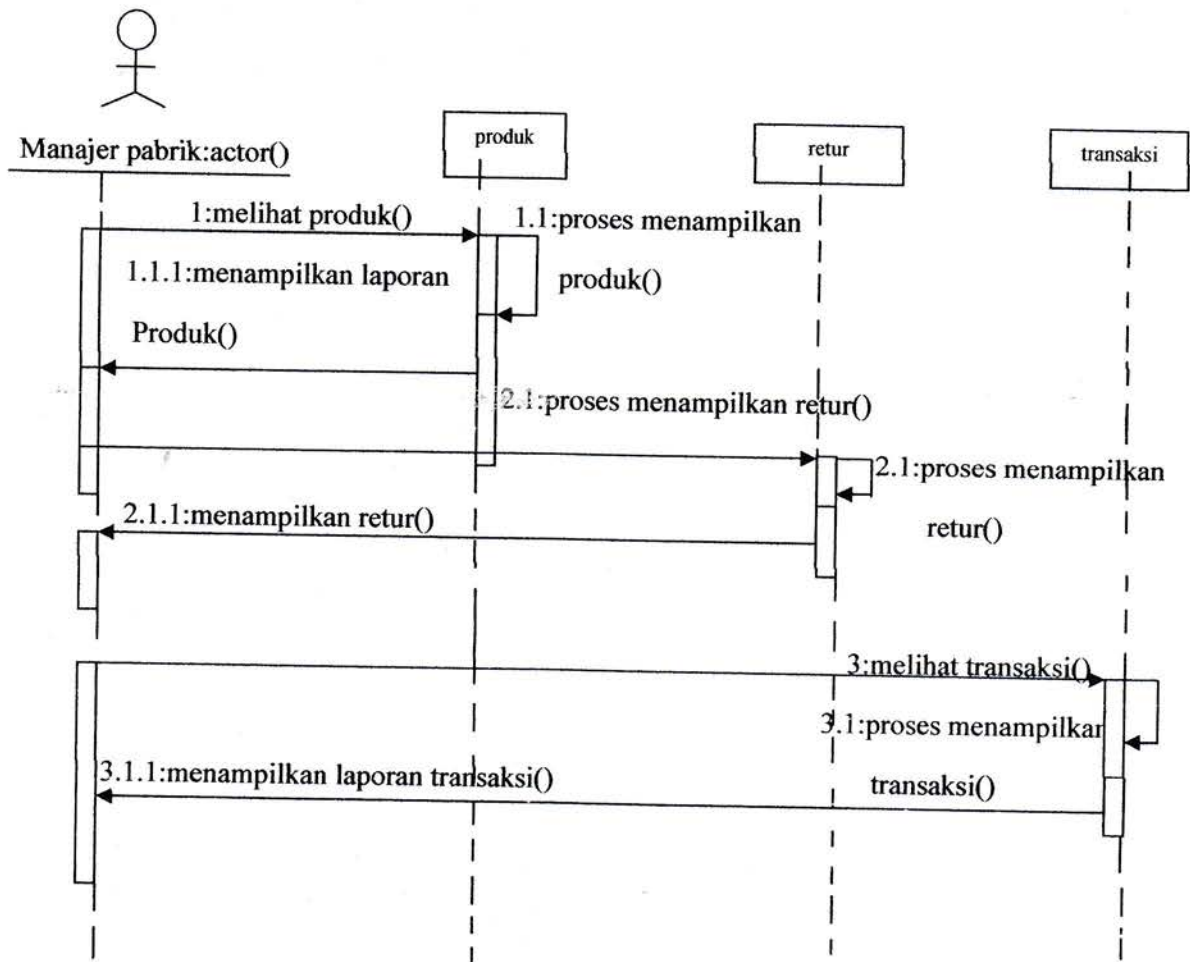 Manajer pabrik:actor()
produk
retur
transaksi
1:melihat produk()
1.1:proses menampilkan
produk()
1.1.1:menampilkan laporan
Produk()
2.1:proses menampilkan retur()
2.1:proses menampilkan
retur()
2.1.1:menampilkan retur()
3:melihat transaksi()
3.1:proses menampilkan
transaksi()
3.1.1:menampilkan laporan transaksi()